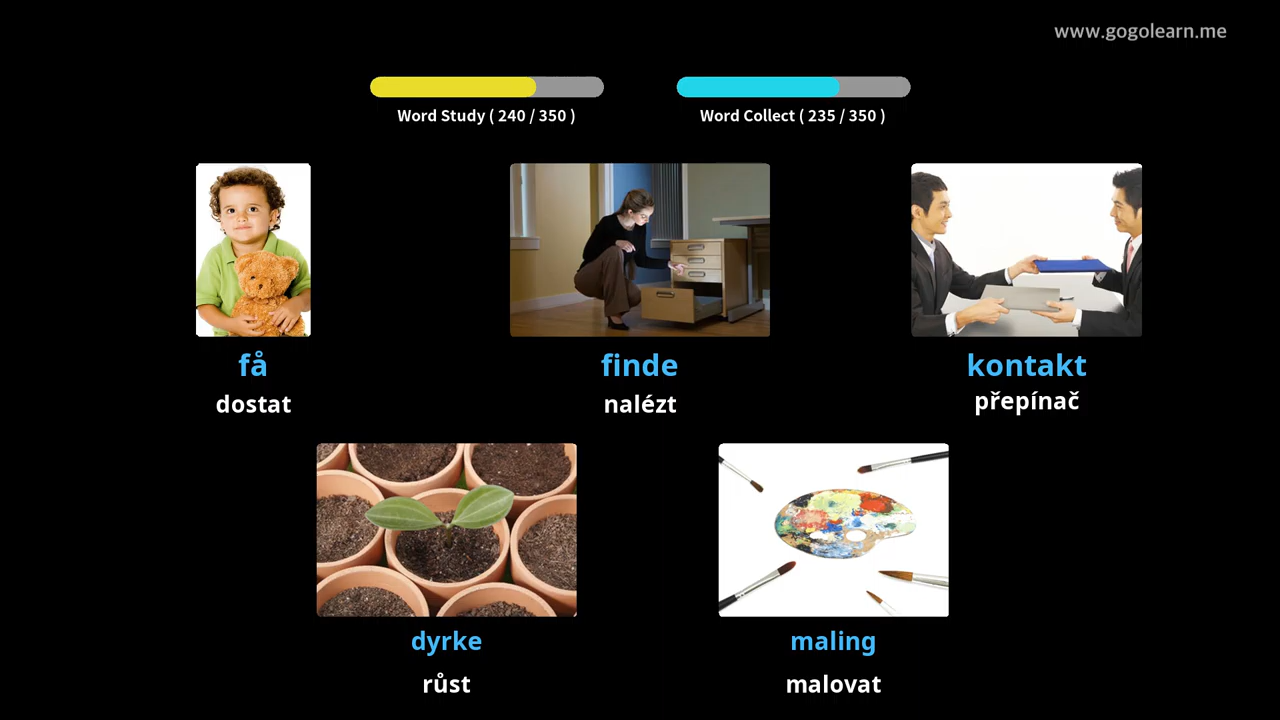 www.gogolearn.me
Word Study ( 240 / 350 )
Word Collect ( 235 / 350 )
få
finde
kontakt
dostat
nalézt
přepínač
dyrke
maling
růst
malovat